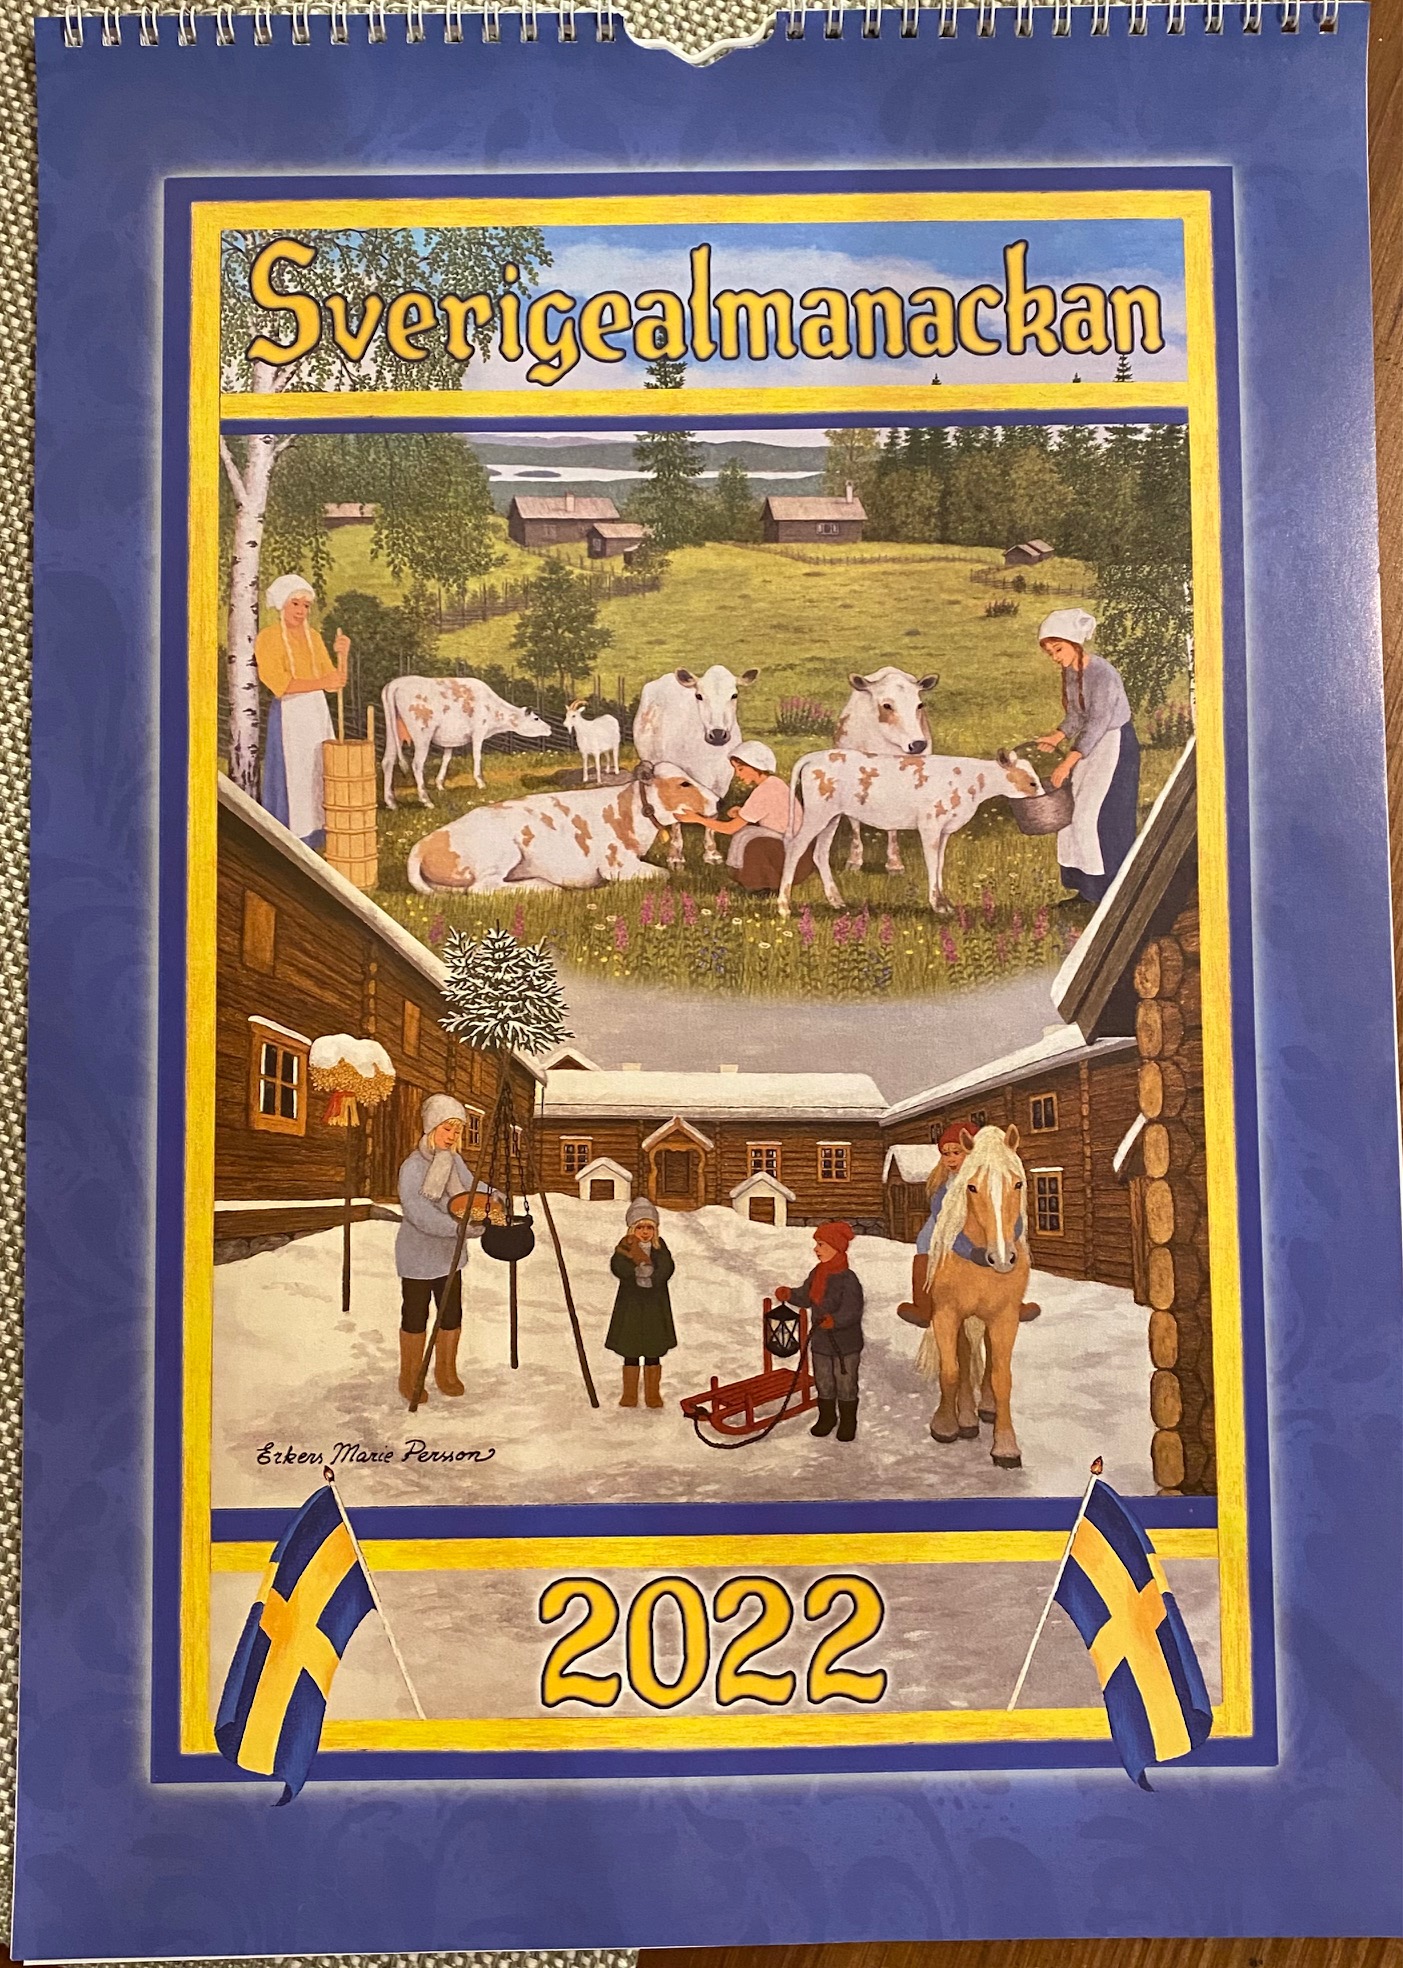 Sverigealmanackan
Erkers Marie Persson
2022